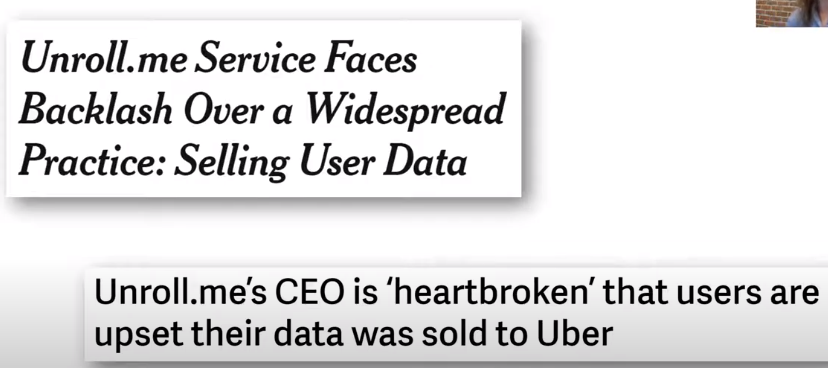 Unroll.me Service Faces
Backlash Over a Widespread
Practice: Selling User Data
Unroll.me's CEO is ‘heartbroken’ that users are
upset their data was sold to Uber